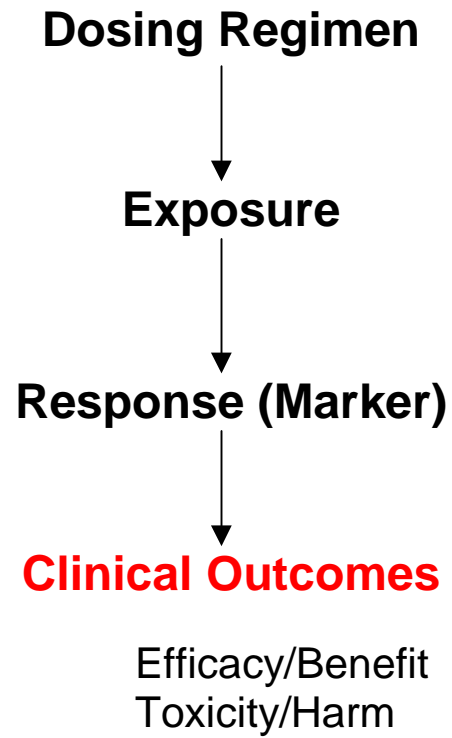 Dosing Regimen
Exposure
Response (Marker)
Clinical Outcomes
Efficacy/Benefit
Toxicity/Harm